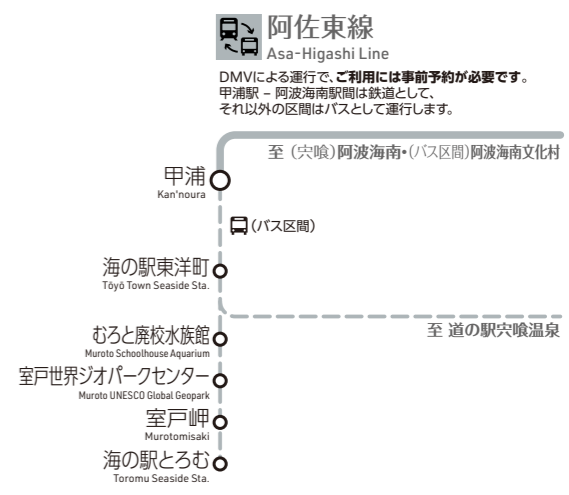 阿佐東線
Asa-Higashi Line
DMVによる運行で、ご利用には事前予約が必要です。
甲浦駅 – 阿波海南駅間は鉄道として、
それ以外の区間はバスとして運行します。
至 (宍喰)阿波海南・(バス区間)阿波海南文化村
甲浦
Kan'noura
(バス区間)
海の駅東洋町
Tōyō Town Seaside Sta.
至 道の駅宍喰温泉
むろと廃校水族館
Muroto Schoolhouse Aquarium
室戸世界ジオパークセンター
Muroto UNESCO Global Geopark
室戸岬
Murotomisaki
海の駅とろむ
Toromu Seaside Sta.